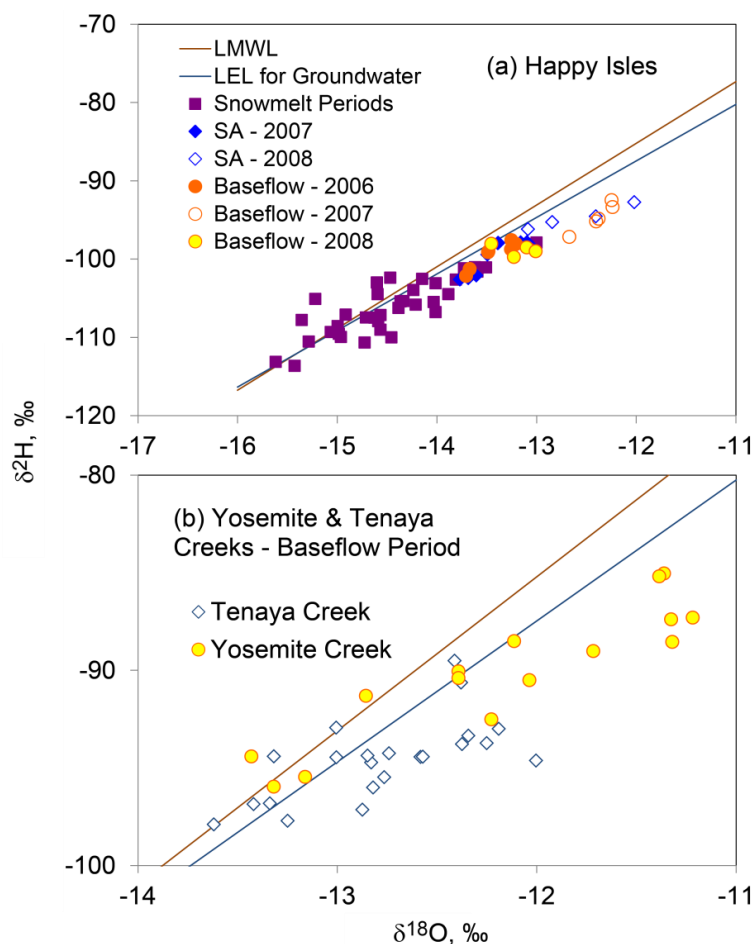 -70
-80
-90
-100
-110
-120
LMWL
LEL for Groundwater
Snowmelt Periods
SA - 2007
SA - 2008
Baseflow - 2006
Baseflow - 2007
Baseflow - 2008
(a) Happy Isles
-17 -16 -15 -14 -13 -12 -11
δ²H, ‰
-80
-90
-100
(b) Yosemite & Tenaya
Creeks - Baseflow Period
Tenaya Creek
Yosemite Creek
-14 -13 -12 -11
δ¹⁸O, ‰